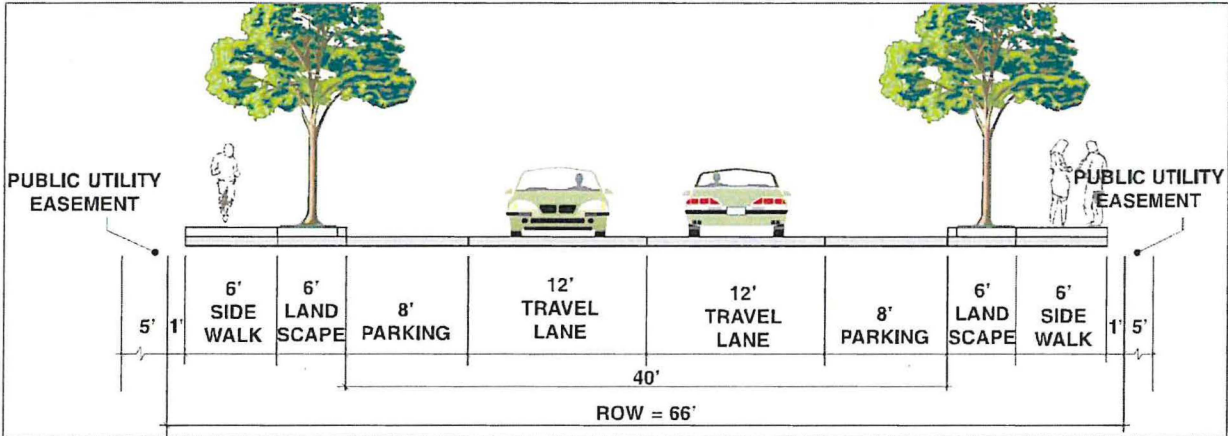 PUBLIC UTILITY
EASEMENT
PUBLIC UTILITY
EASEMENT
5'
1'
6'
SIDE
WALK
6'
LAND
SCAPE
8'
PARKING
12'
TRAVEL
LANE
12'
TRAVEL
LANE
8'
PARKING
6'
LAND
SCAPE
6'
SIDE
WALK
1'
5'
40'
ROW = 66'